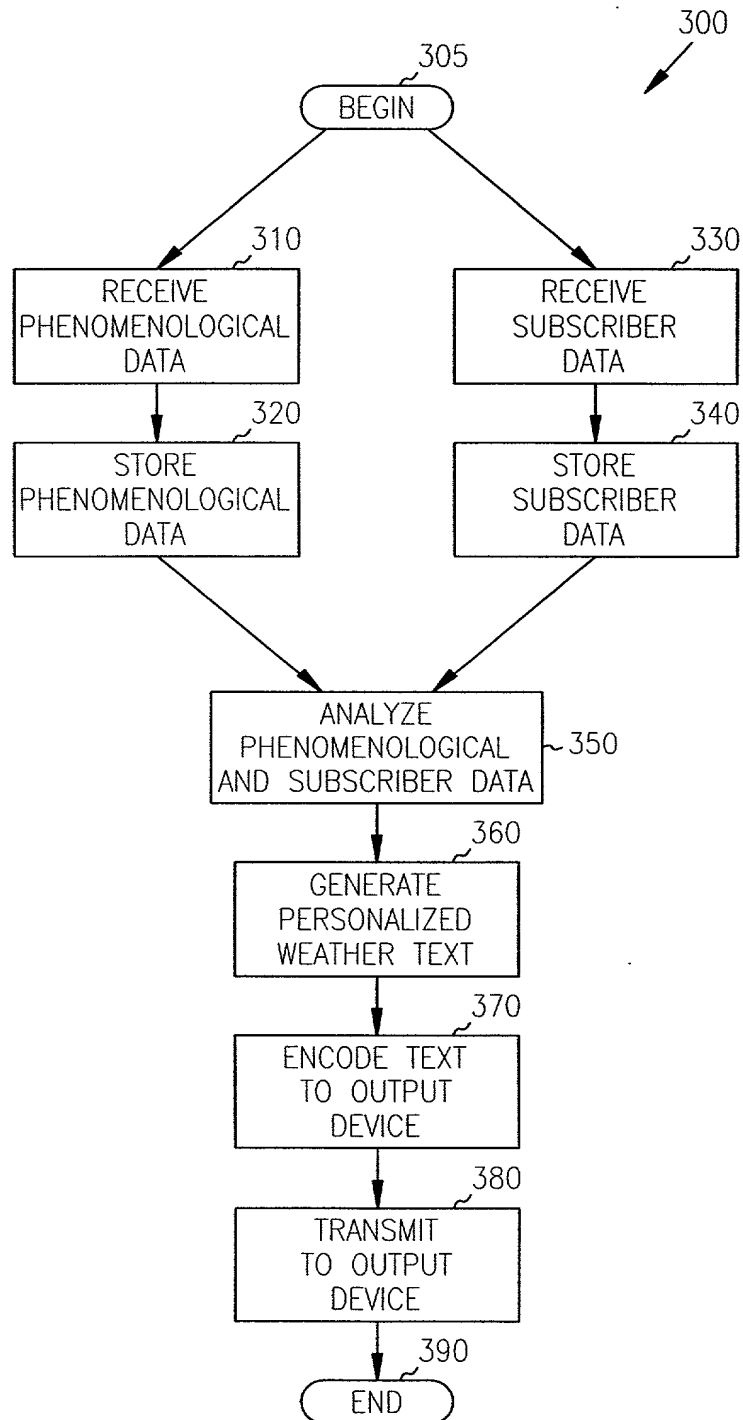 300
305
BEGIN
310
RECEIVE
PHENOMENOLOGICAL
DATA
330
RECEIVE
SUBSCRIBER
DATA
320
STORE
PHENOMENOLOGICAL
DATA
340
STORE
SUBSCRIBER
DATA
ANALYZE
PHENOMENOLOGICAL
AND SUBSCRIBER DATA
350
360
GENERATE
PERSONALIZED
WEATHER TEXT
370
ENCODE TEXT
TO OUTPUT
DEVICE
380
TRANSMIT
TO OUTPUT
DEVICE
390
END